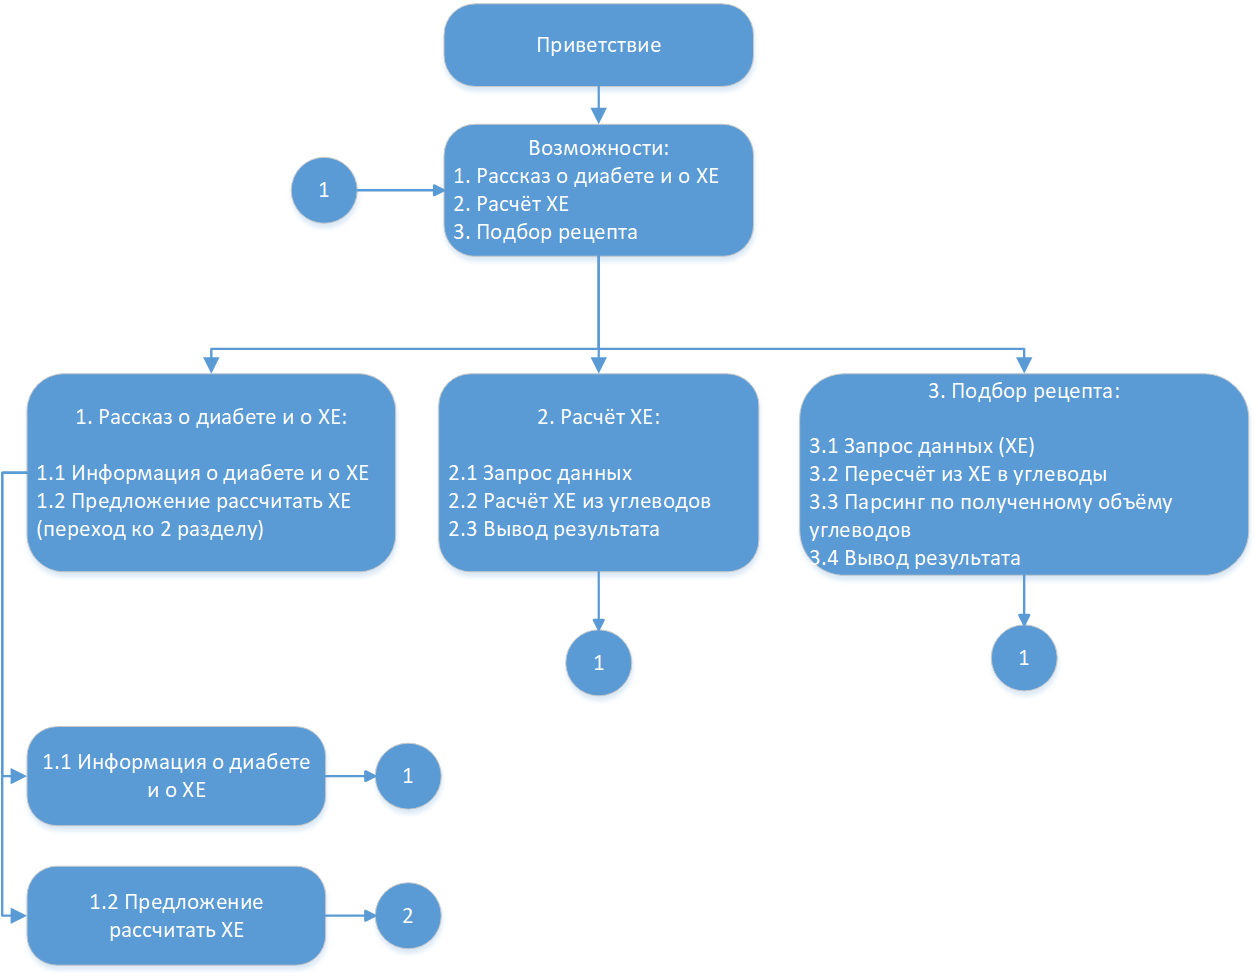 Приветствие
Возможности:
1. Рассказ о диабете и о ХЕ
2. Расчёт ХЕ
3. Подбор рецепта
1
1. Рассказ о диабете и о ХЕ:
1.1 Информация о диабете и о ХЕ
1.2 Предложение рассчитать ХЕ
(переход ко 2 разделу)
2. Расчёт ХЕ:
2.1 Запрос данных
2.2 Расчёт ХЕ из углеводов
2.3 Вывод результата
3. Подбор рецепта:
3.1 Запрос данных (ХЕ)
3.2 Пересчёт из ХЕ в углеводы
3.3 Парсинг по полученному объёму
углеводов
3.4 Вывод результата
1
1
1.1 Информация о диабете
и о ХЕ
1
1.2 Предложение
рассчитать ХЕ
2